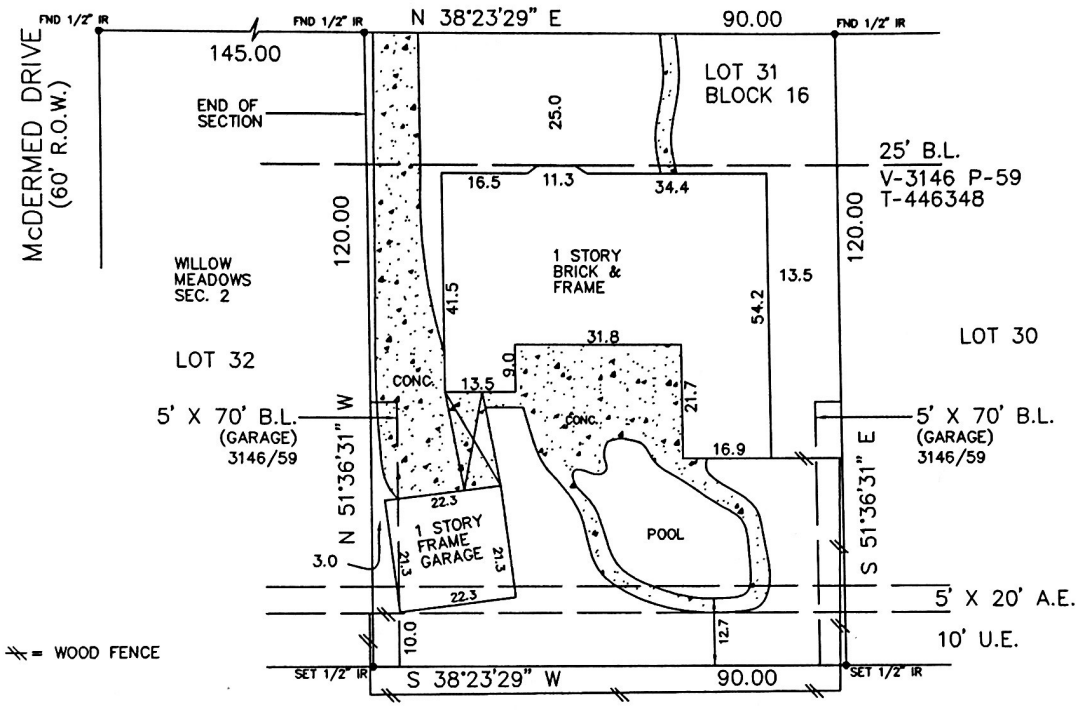 FND 1/2" IR
FND 1/2" IR
N 38°23'29" E
90.00
FND 1/2" IR
145.00
McDERMED DRIVE
(60' R.O.W.)
END OF
SECTION
LOT 31
BLOCK 16
25.0
25' B.L.
V-3146 P-59
T-446348
16.5
11.3
34.4
120.00
120.00
WILLOW
MEADOWS
SEC. 2
1 STORY
BRICK &
FRAME
13.5
41.5
54.2
31.8
LOT 32
LOT 30
9.0
CONC.
13.5
21.7
CONC.
5' X 70' B.L.
(GARAGE)
3146/59
5' X 70' B.L.
(GARAGE)
3146/59
16.9
N 51°36'31" W
S 51°36'31" E
22.3
1 STORY
FRAME
GARAGE
21.3
21.3
22.3
POOL
3.0
5' X 20' A.E.
10.0
12.7
10' U.E.
= WOOD FENCE
SET 1/2" IR
S 38°23'29" W
90.00
SET 1/2" IR